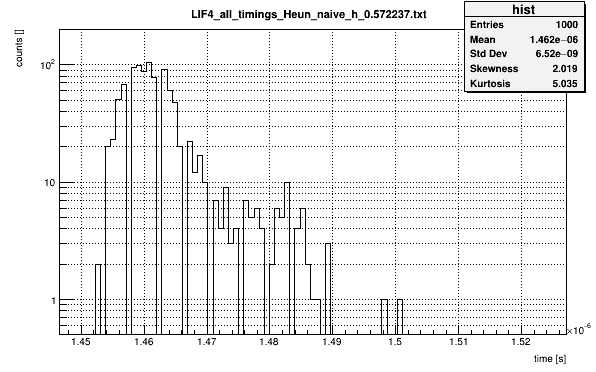 LIF4_all_timings_Heun_naive_h_0.572237.txt
hist
Entries 1000
Mean 1.462e−06
Std Dev 6.52e−09
Skewness 2.019
Kurtosis 5.035
counts []
10²
10
1
1.45 1.46 1.47 1.48 1.49 1.5 1.51 1.52
×10⁻⁶
time [s]